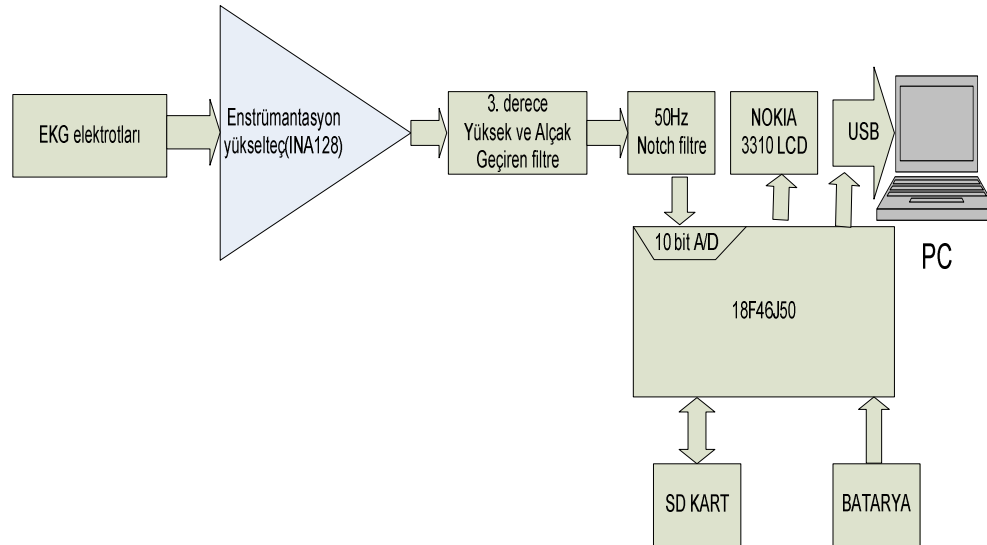 EKG elektrotları
Enstrümantasyon
yükselteç(INA128)
3. derece
Yüksek ve Alçak
Geçiren filtre
50Hz
Notch filtre
NOKIA
3310 LCD
USB
PC
10 bit A/D
18F46J50
SD KART
BATARYA